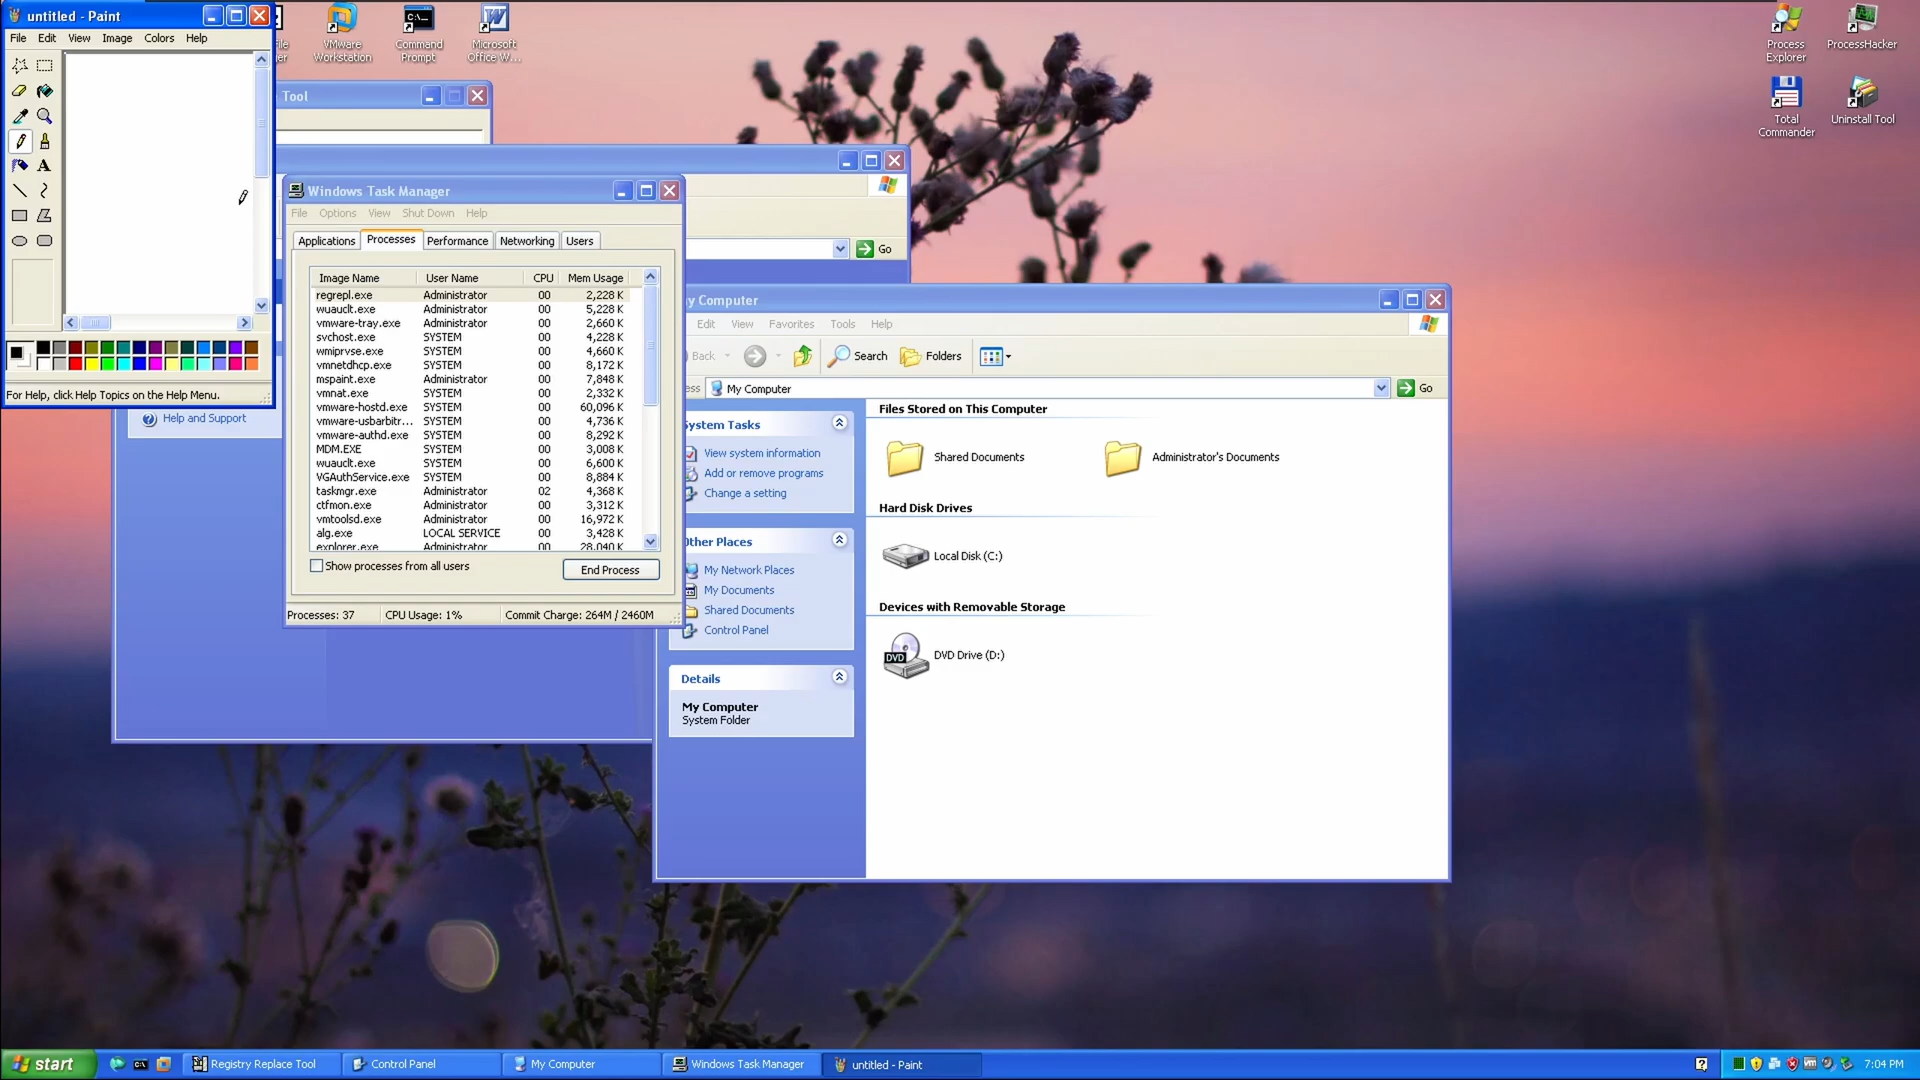 untitled - Paint
File Edit View Image Colors Help
For Help, click Help Topics on the Help Menu.
VMware
Workstation
Command
Prompt
Microsoft
Office W...
Process
Explorer
ProcessHacker
Total
Commander
Uninstall Tool
Tool
Go
Windows Task Manager
File Options View Shut Down Help
Applications Processes Performance Networking Users
Image Name User Name CPU Mem Usage
regrepl.exe Administrator 00 2,228 K
wuauclt.exe Administrator 00 5,228 K
vmware-tray.exe Administrator 00 2,660 K
svchost.exe SYSTEM 00 4,228 K
wmiprvse.exe SYSTEM 00 4,660 K
vmnetdhcp.exe SYSTEM 00 8,172 K
mspaint.exe Administrator 00 7,848 K
vmnat.exe SYSTEM 00 2,332 K
vmware-hostd.exe SYSTEM 00 60,096 K
vmware-usbarbitr... SYSTEM 00 4,736 K
vmware-authd.exe SYSTEM 00 8,292 K
MDM.EXE SYSTEM 00 3,008 K
wuauclt.exe SYSTEM 00 6,600 K
VGAuthService.exe SYSTEM 00 8,884 K
taskmgr.exe Administrator 02 4,368 K
ctfmon.exe Administrator 00 3,312 K
vmtoolsd.exe Administrator 00 16,972 K
alg.exe LOCAL SERVICE 00 3,428 K
explorer.exe Administrator 00 28,040 K
Show processes from all users
End Process
Processes: 37 CPU Usage: 1% Commit Charge: 264M / 2460M
Help and Support
y Computer
Edit View Favorites Tools Help
Back Search Folders
ess My Computer Go
System Tasks
View system information
Add or remove programs
Change a setting
Other Places
My Network Places
My Documents
Shared Documents
Control Panel
Details
My Computer
System Folder
Files Stored on This Computer
Shared Documents Administrator's Documents
Hard Disk Drives
Local Disk (C:)
Devices with Removable Storage
DVD
DVD Drive (D:)
start Registry Replace Tool Control Panel My Computer Windows Task Manager untitled - Paint 7:04 PM